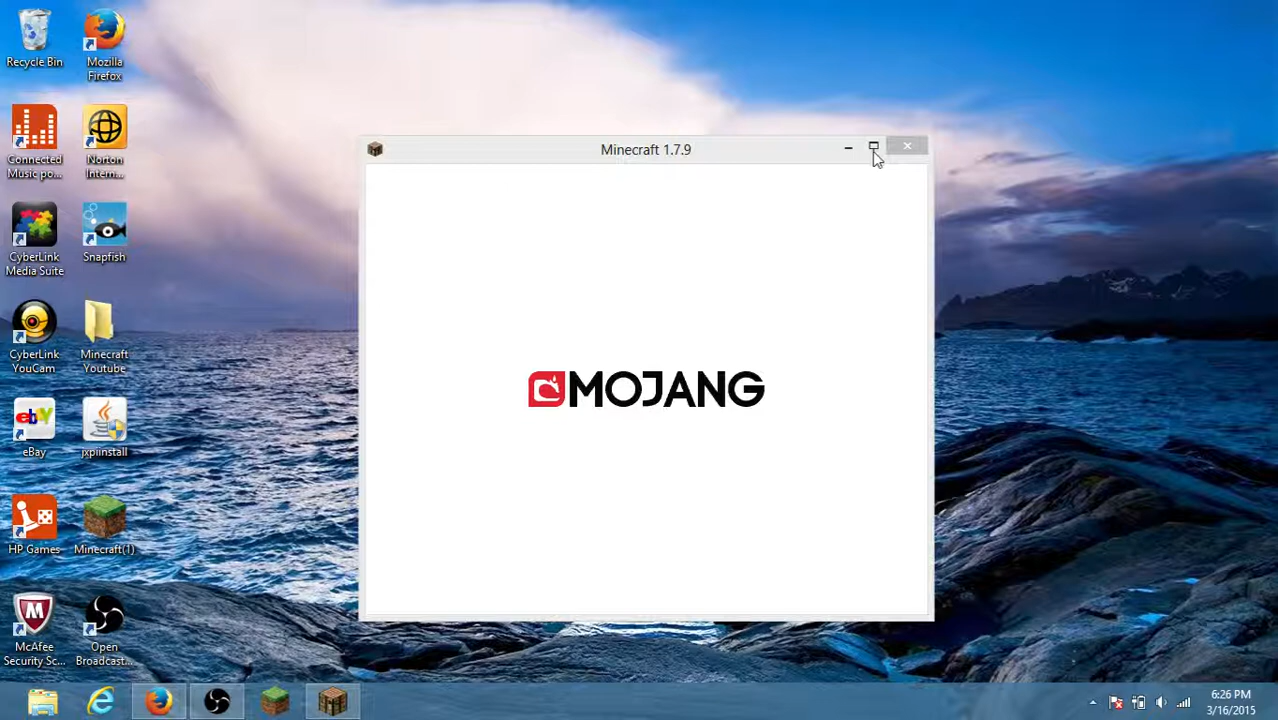 Recycle Bin
Mozilla
Firefox
Connected
Music po...
Norton
Intern...
CyberLink
Media Suite
Snapfish
CyberLink
YouCam
Minecraft
Youtube
ebay
eBay
jxpiinstall
HP Games
Minecraft(1)
McAfee
Security Sc...
Open
Broadcast...
Minecraft 1.7.9
MOJANG
6:26 PM
3/16/2015